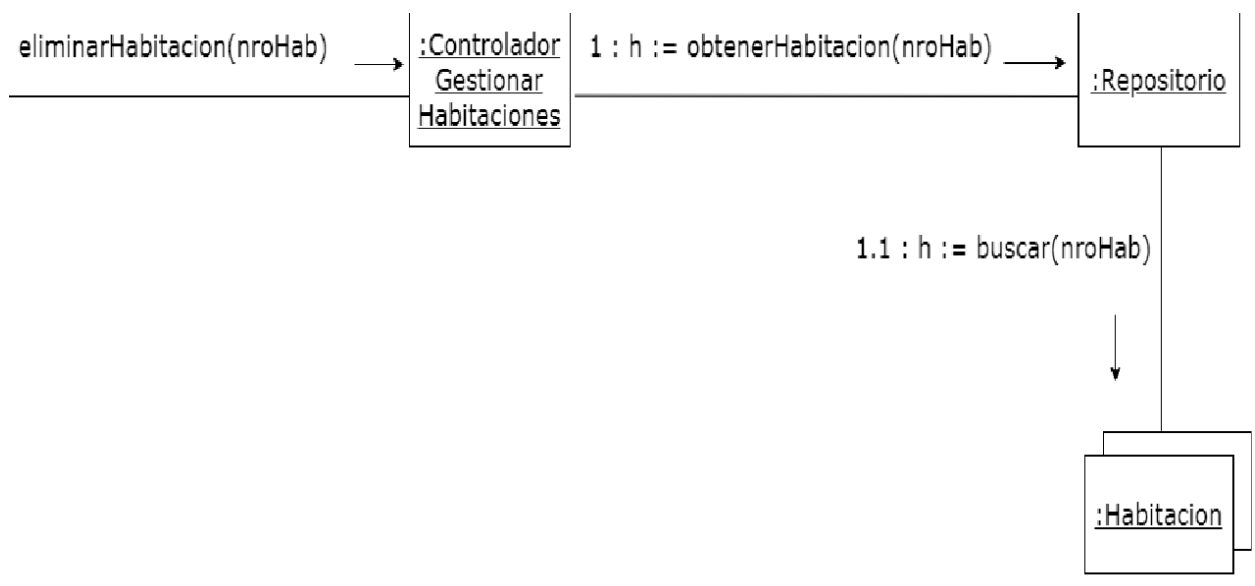 eliminarHabitacion(nroHab)
:Controlador
Gestionar
Habitaciones
1 : h := obtenerHabitacion(nroHab)
:Repositorio
1.1 : h := buscar(nroHab)
:Habitacion